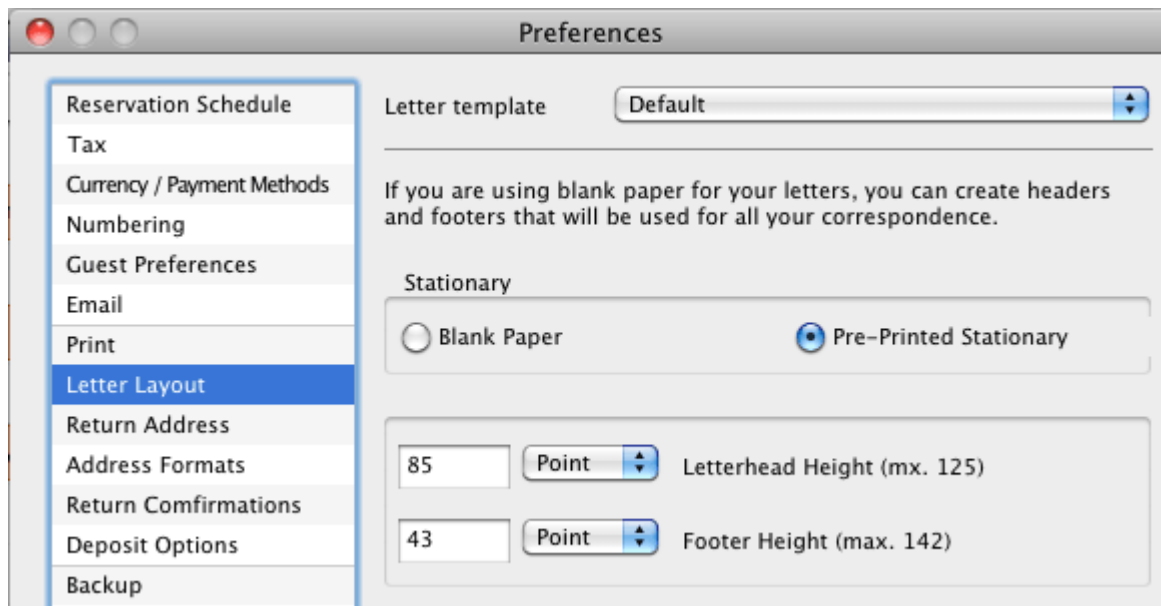 Preferences
Reservation Schedule
Tax
Currency / Payment Methods
Numbering
Guest Preferences
Email
Print
Letter Layout
Return Address
Address Formats
Return Comfirmations
Deposit Options
Backup
Letter template Default
If you are using blank paper for your letters, you can create headers
and footers that will be used for all your correspondence.
Stationary
Blank Paper Pre-Printed Stationary
85 Point Letterhead Height (mx. 125)
43 Point Footer Height (max. 142)